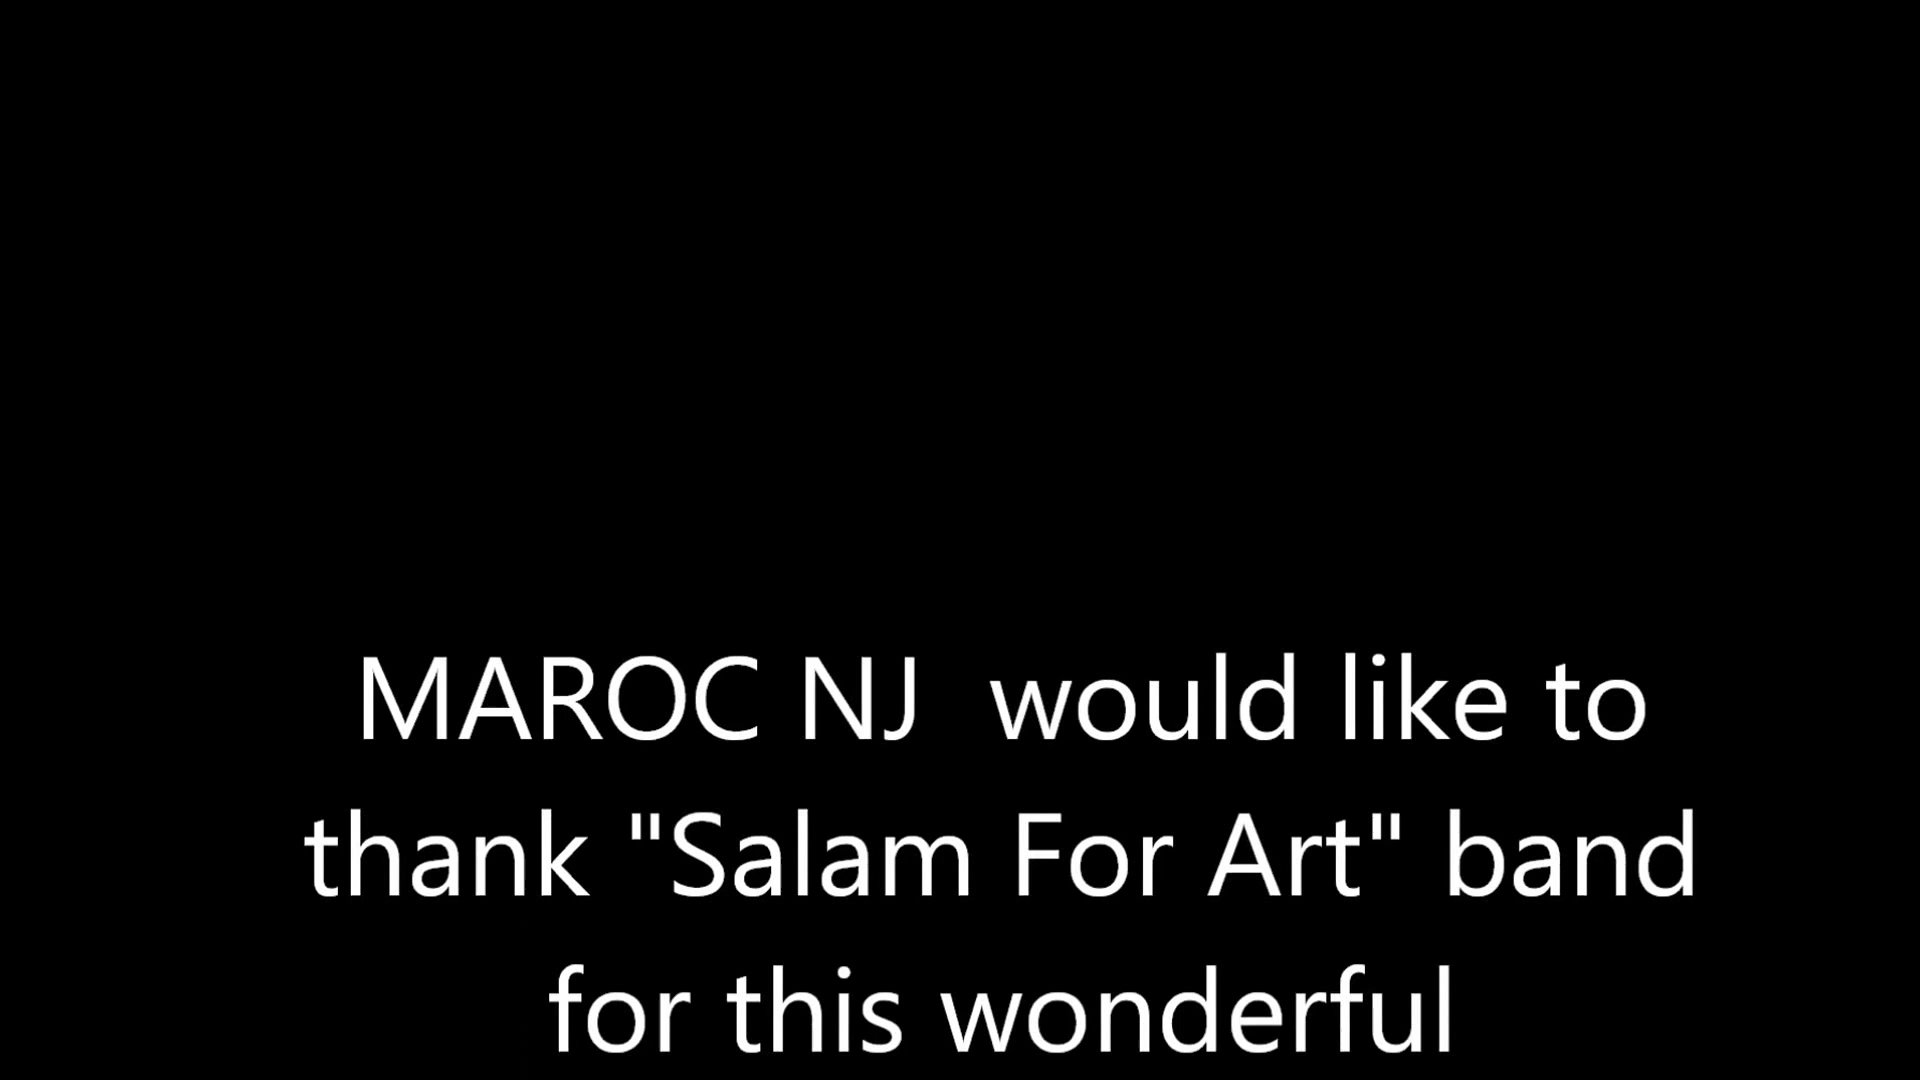 MAROC NJ  would like to
thank "Salam For Art" band
for this wonderful